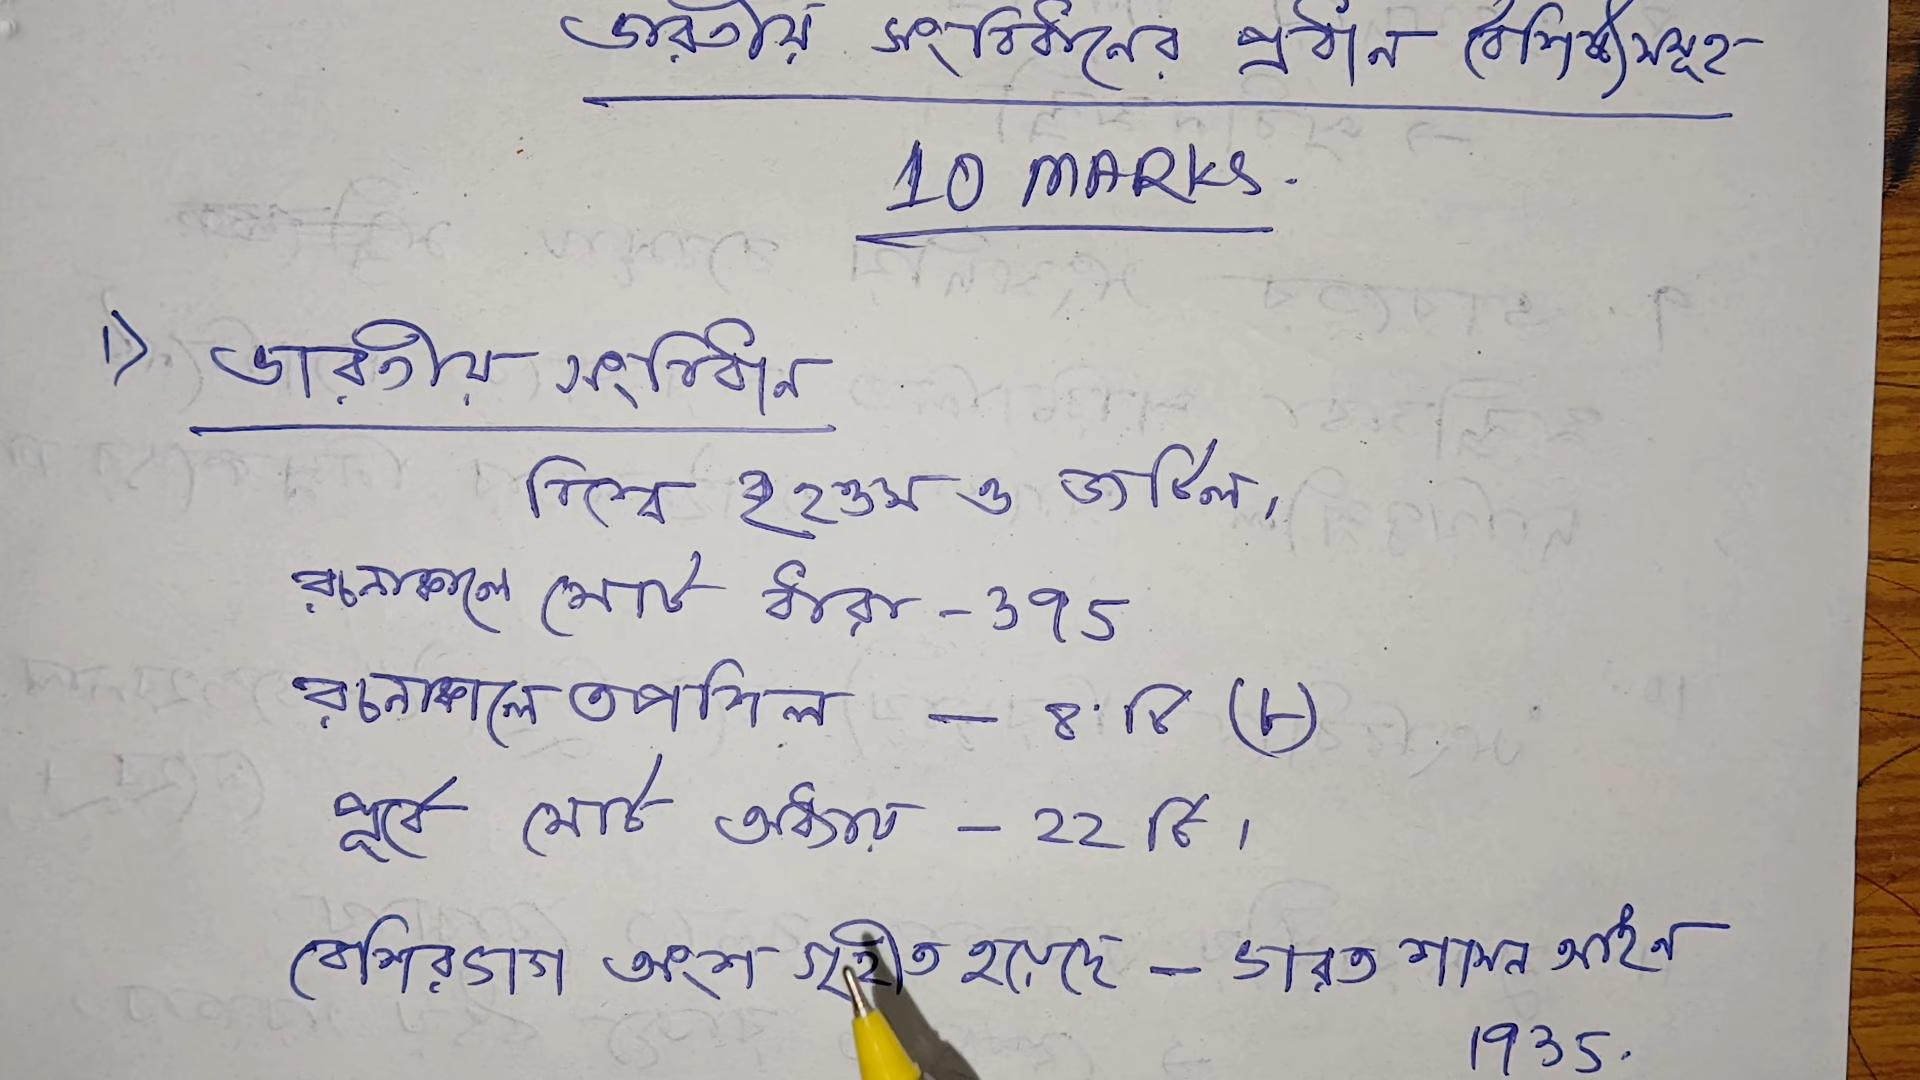 ভারতীয় সংবিধানের প্রধান বৈশিষ্ট্যসমূহ
10 MARKS.
1) ভারতীয় সংবিধান
বিশ্বে বৃহত্তম ও জটিল।
রচনাকালে মোট ধারা - 395
রচনাকালে তপশিল - 8 টি (৮)
পূর্বে মোট অধ্যায় - 22 টি।
বেশিরভাগ অংশ গৃহীত হয়েছে - ভারত শাসন আইন
1935.